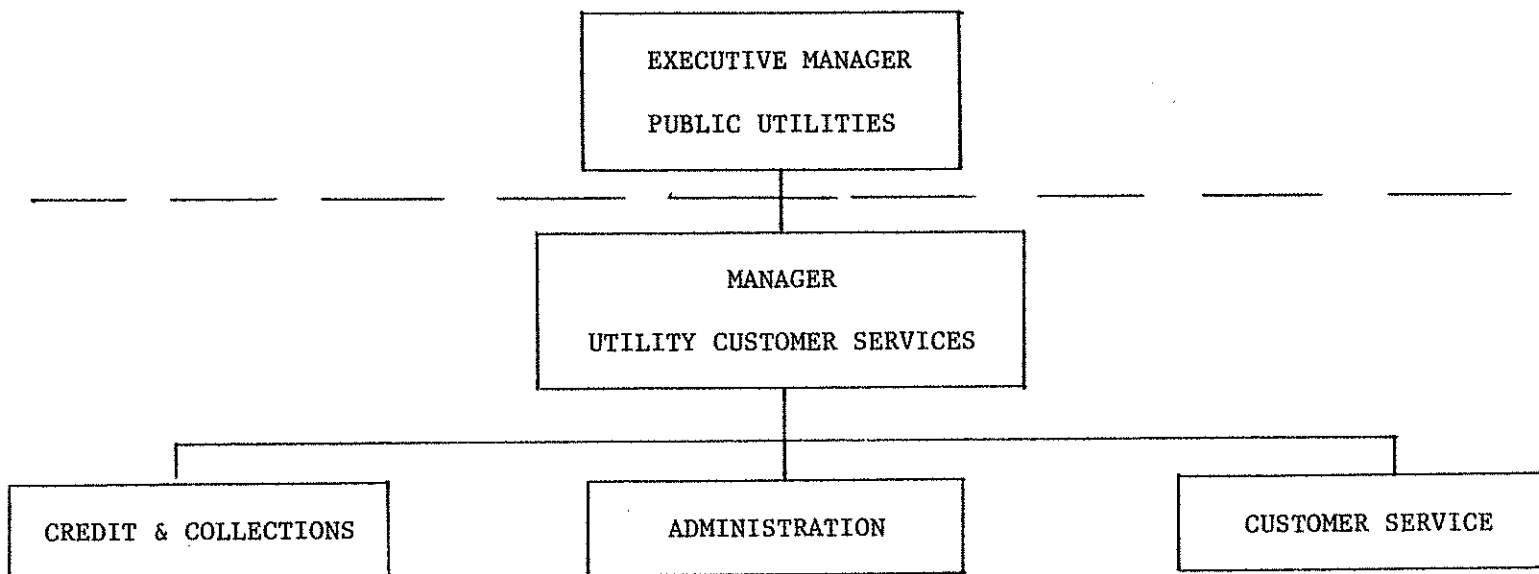 EXECUTIVE MANAGER
PUBLIC UTILITIES
MANAGER
UTILITY CUSTOMER SERVICES
CREDIT & COLLECTIONS
ADMINISTRATION
CUSTOMER SERVICE